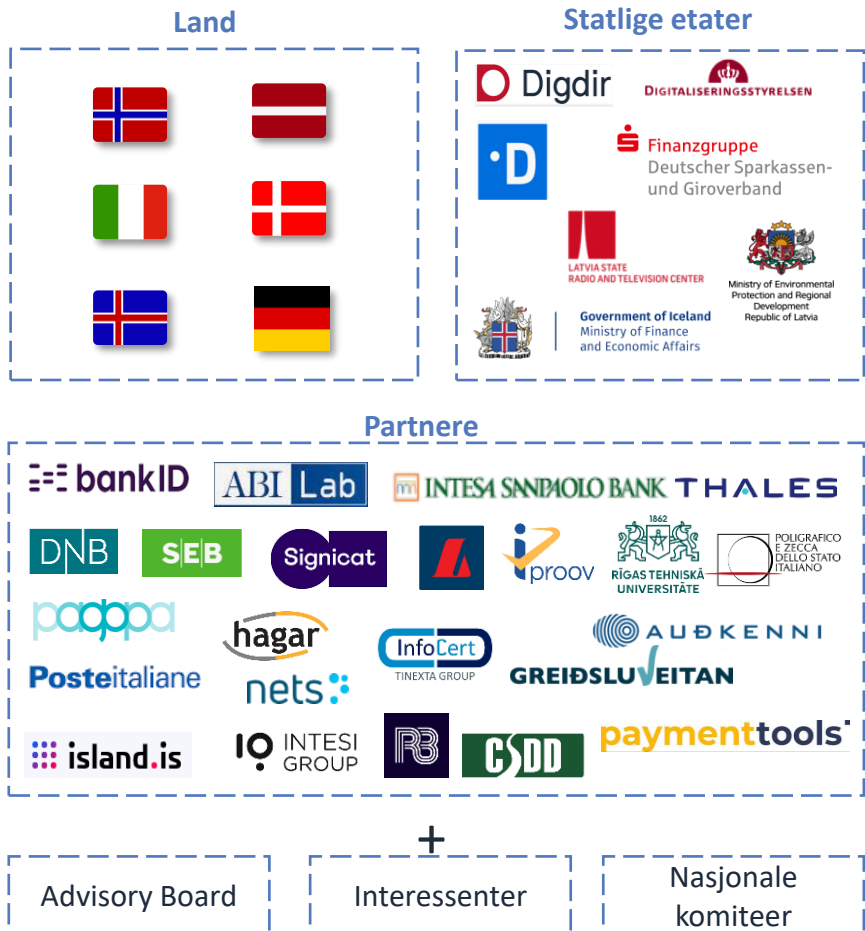 Land
Statlige etater
Digdir
DIGITALISERINGSSTYRELSEN
D
Finanzgruppe
Deutscher Sparkassen-
und Giroverband
LATVIA STATE
RADIO AND TELEVISION CENTER
Ministry of Environmental
Protection and Regional
Development
Republic of Latvia
Government of Iceland
Ministry of Finance
and Economic Affairs
Partnere
bankID
ABI Lab
INTESA SANPAOLO BANK
THALES
DNB
S|E|B
Signicat
iproov
1862
RĪGAS TEHNISKĀ
UNIVERSITĀTE
POLIGRAFICO
E ZECCA
DELLO STATO
ITALIANO
pagopa
hagar
InfoCert
TINEXTA GROUP
AUÐKENNI
Posteitaliane
nets
GREIÐSLUVEITAN
island.is
INTESI
GROUP
RB
CSDD
paymenttools
+
Advisory Board
Interessenter
Nasjonale
komiteer